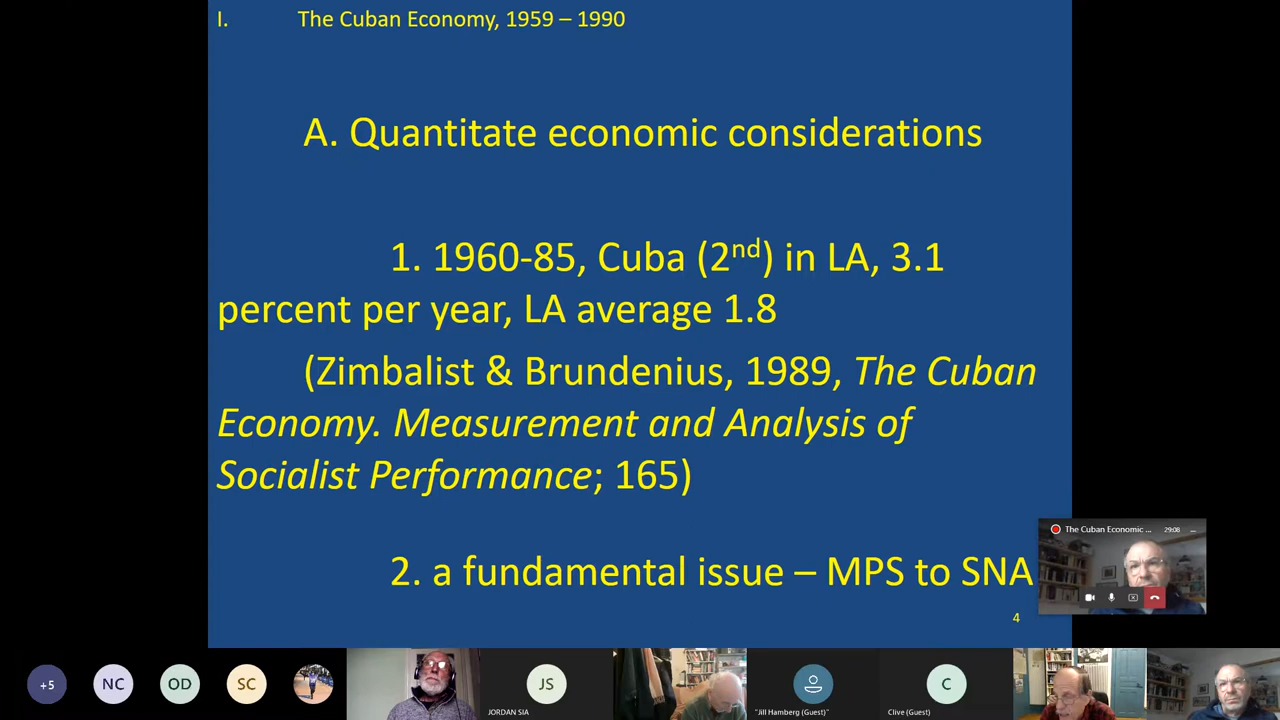 I. The Cuban Economy, 1959 – 1990
A. Quantitate economic considerations
1. 1960-85, Cuba (2nd) in LA, 3.1
percent per year, LA average 1.8
(Zimbalist & Brundenius, 1989, The Cuban
Economy. Measurement and Analysis of
Socialist Performance; 165)
The Cuban Economic ... 29:08
2. a fundamental issue – MPS to SNA
4
+5 NC OD SC JS C
JORDAN SIA "Jill Hamberg (Guest)" Clive (Guest)